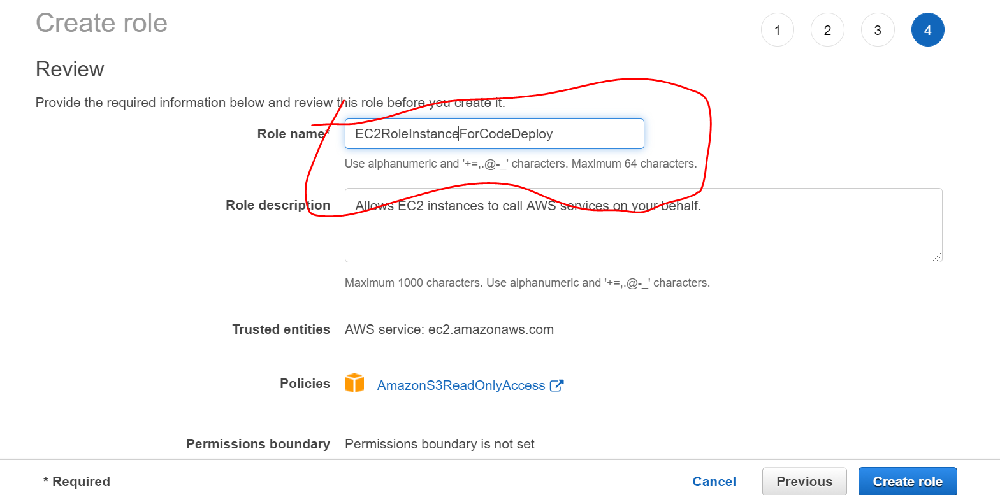 Create role
1 2 3 4
Review
Provide the required information below and review this role before you create it.
Role name* EC2RoleInstanceForCodeDeploy
Use alphanumeric and '+=,.@-_' characters. Maximum 64 characters.
Role description Allows EC2 instances to call AWS services on your behalf.
Maximum 1000 characters. Use alphanumeric and '+=,.@-_' characters.
Trusted entities AWS service: ec2.amazonaws.com
Policies AmazonS3ReadOnlyAccess
Permissions boundary Permissions boundary is not set
* Required Cancel Previous Create role